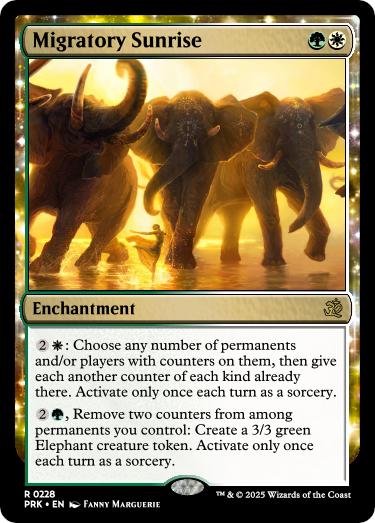 Migratory Sunrise
Enchantment
2 : Choose any number of permanents
and/or players with counters on them, then give
each another counter of each kind already
there. Activate only once each turn as a sorcery.
2 , Remove two counters from among
permanents you control: Create a 3/3 green
Elephant creature token. Activate only once
each turn as a sorcery.
R 0228
PRK • EN Fanny Marguerie
™ & © 2025 Wizards of the Coast